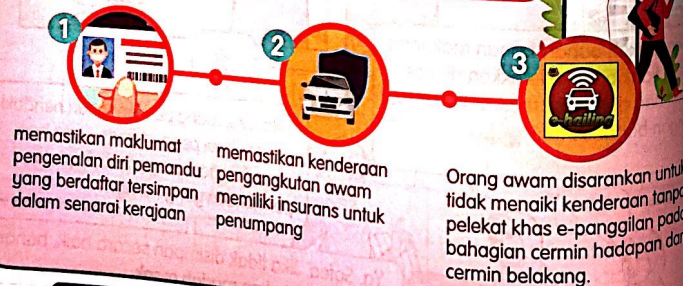 1
memastikan maklumat
pengenalan diri pemandu
yang berdaftar tersimpan
dalam senarai kerajaan
2
memastikan kenderaan
pengangkutan awam
memiliki insurans untuk
penumpang
3
e-hailing
Orang awam disarankan untuk
tidak menaiki kenderaan tanpa
pelekat khas e-panggilan pada
bahagian cermin hadapan dan
cermin belakang.